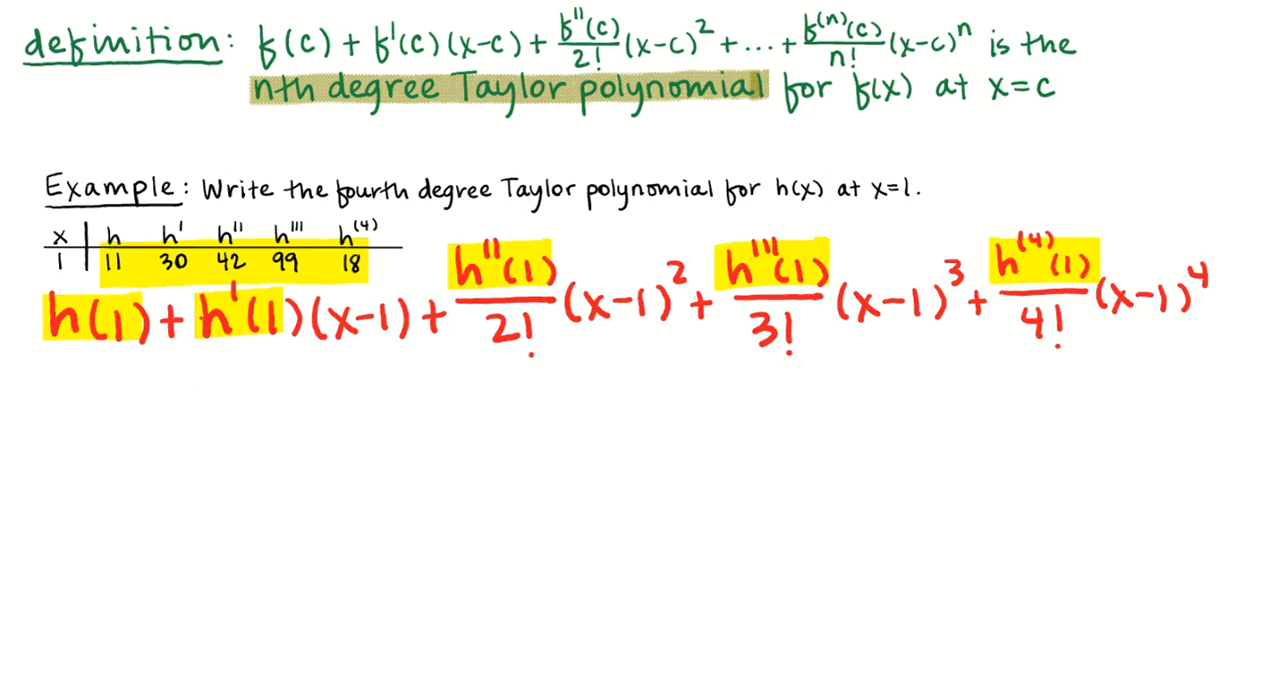 definition: f(c) + f'(c)(x-c) + f''(c)/2! (x-c)² + ... + f⁽ⁿ⁾(c)/n! (x-c)ⁿ is the
nth degree Taylor polynomial for f(x) at x=c
Example: Write the fourth degree Taylor polynomial for h(x) at x=1.
x | h h' h'' h''' h⁽⁴⁾
1 | 11 30 42 99 18
h(1) + h'(1)(x-1) + h''(1)/2! (x-1)² + h'''(1)/3! (x-1)³ + h⁽⁴⁾(1)/4! (x-1)⁴